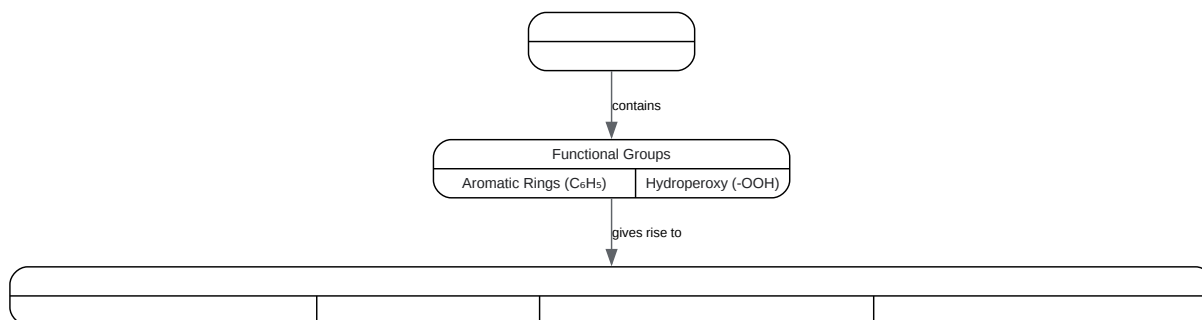 contains
Functional Groups
Aromatic Rings (C₆H₅)
Hydroperoxy (-OOH)
gives rise to